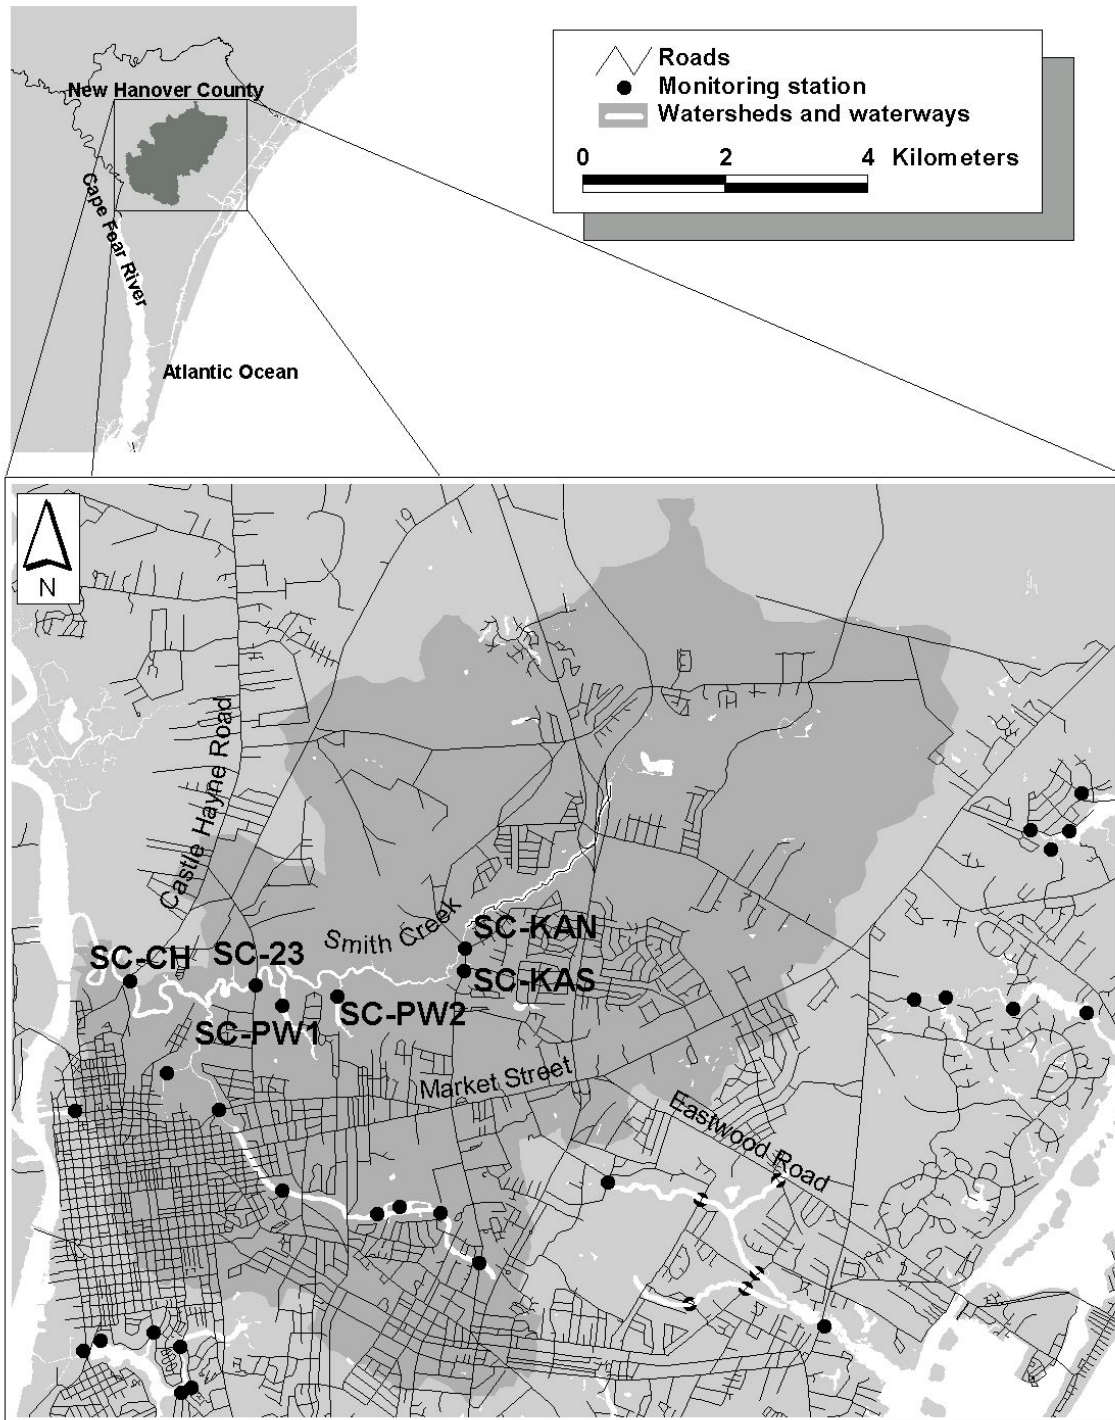 New Hanover County
Cape Fear River
Atlantic Ocean
Roads
Monitoring station
Watersheds and waterways
0 2 4 Kilometers
N
Castle Hayne Road
Smith Creek
SC-KAN
SC-CH
SC-23
SC-KAS
SC-PW2
SC-PW1
Market Street
Eastwood Road